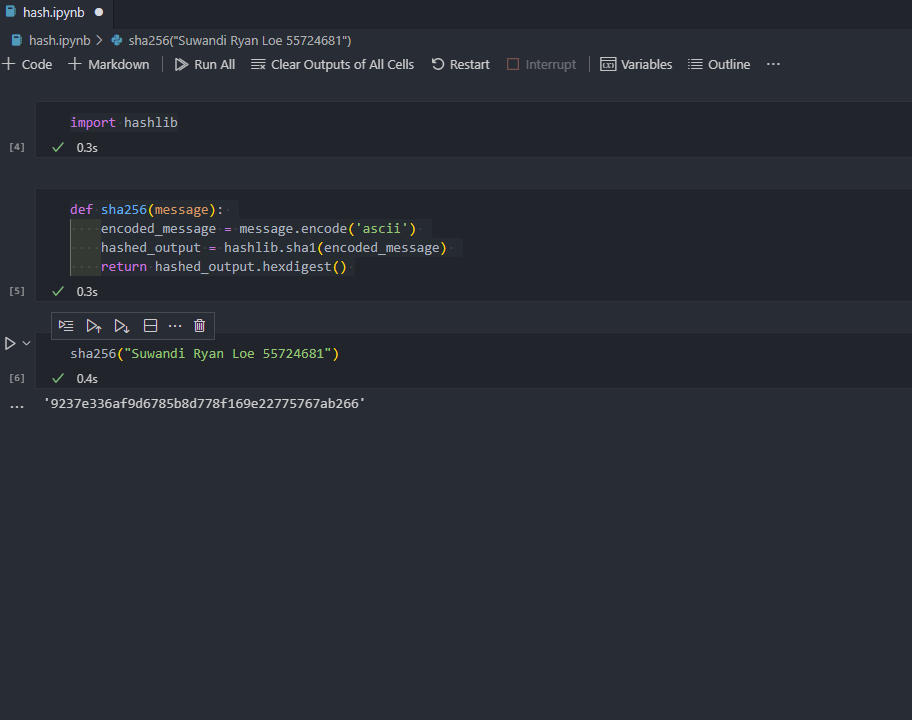 hash.ipynb ●
hash.ipynb > sha256("Suwandi Ryan Loe 55724681")
+ Code + Markdown Run All Clear Outputs of All Cells Restart Interrupt Variables Outline ···
import hashlib
[4] ✓ 0.3s
def sha256(message):
encoded_message = message.encode('ascii')
hashed_output = hashlib.sha1(encoded_message)
return hashed_output.hexdigest()
[5] ✓ 0.3s
sha256("Suwandi Ryan Loe 55724681")
[6] ✓ 0.4s
... '9237e336af9d6785b8d778f169e22775767ab266'